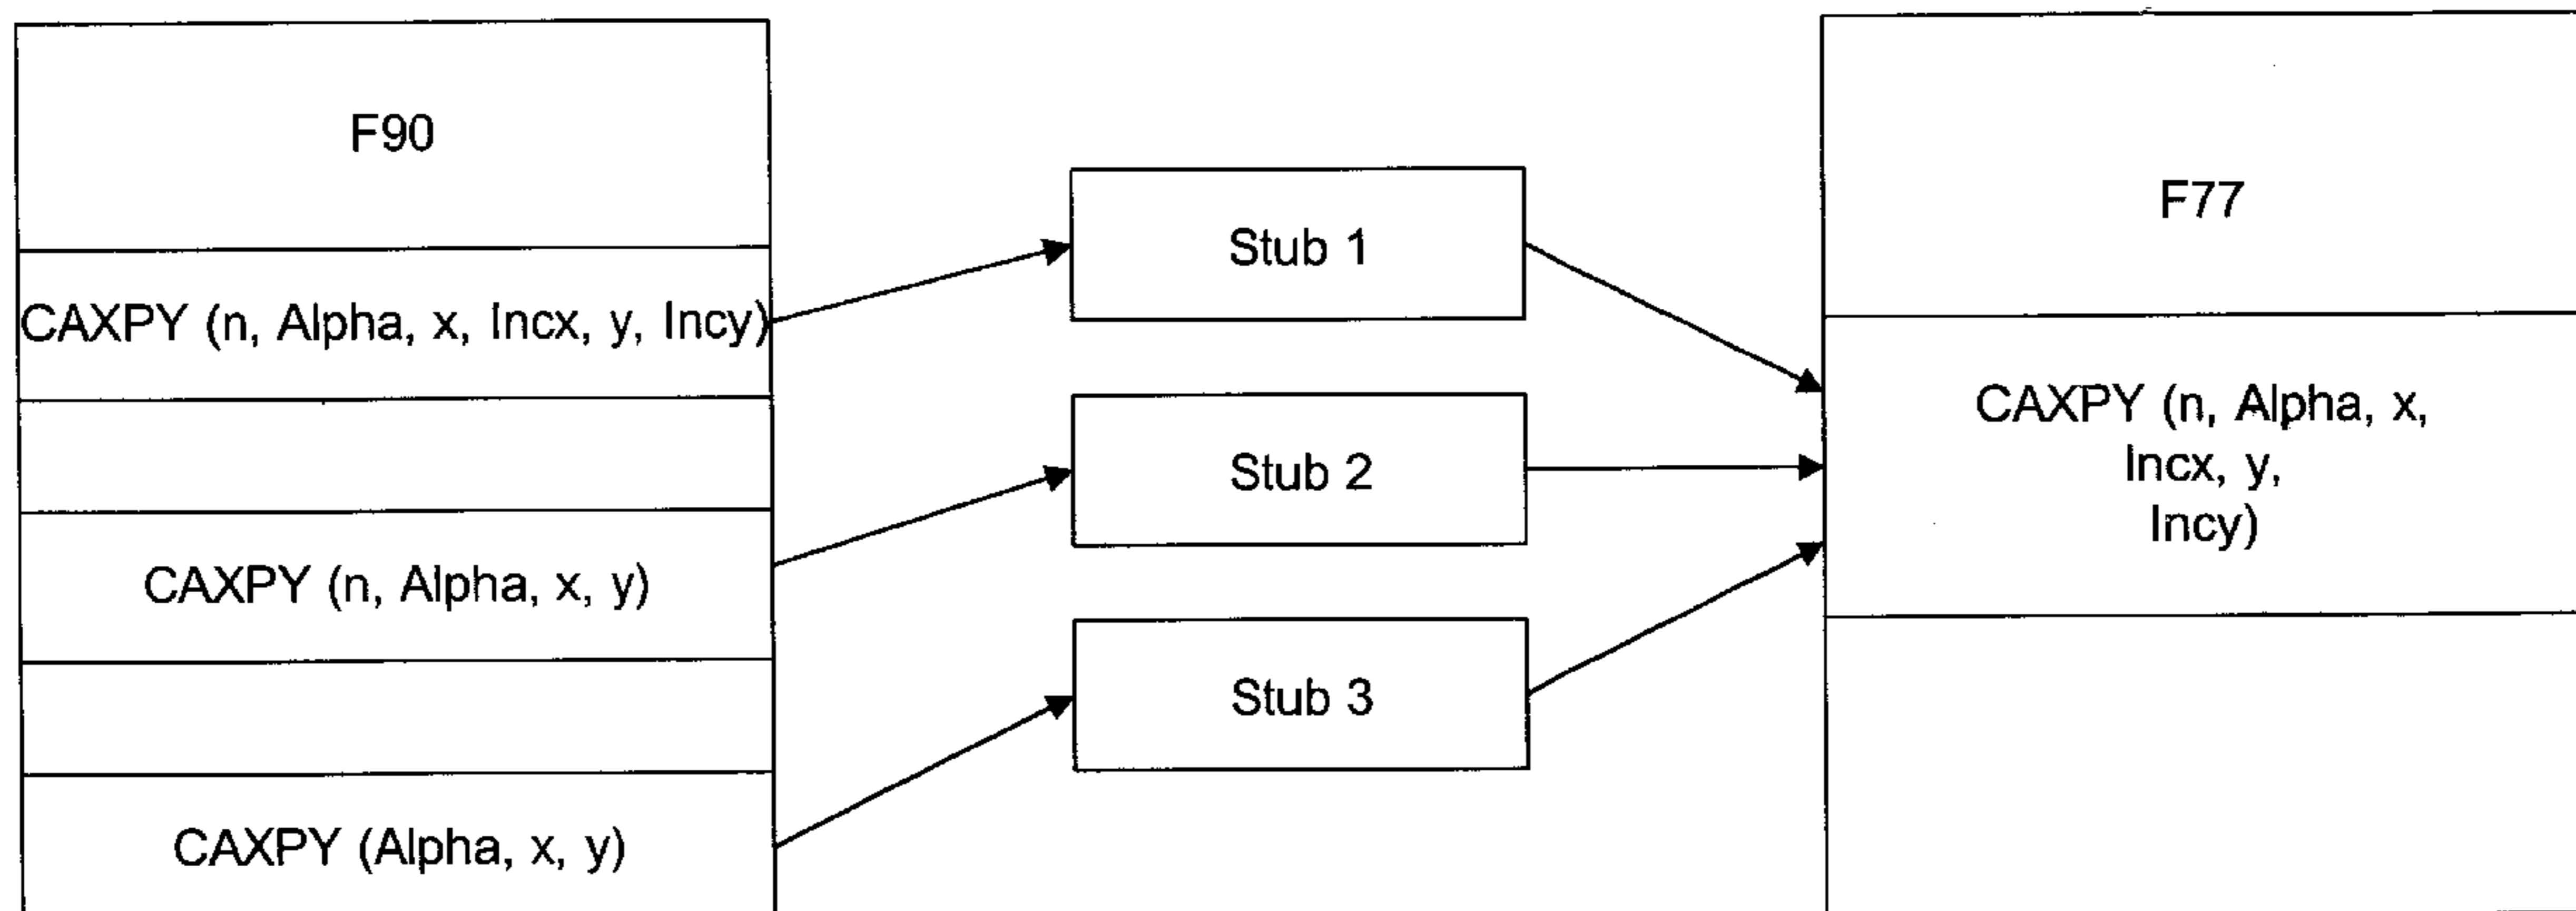 F90
CAXPY (n, Alpha, x, Incx, y, Incy)
CAXPY (n, Alpha, x, y)
CAXPY (Alpha, x, y)
Stub 1
Stub 2
Stub 3
F77
CAXPY (n, Alpha, x,
Incx, y,
Incy)